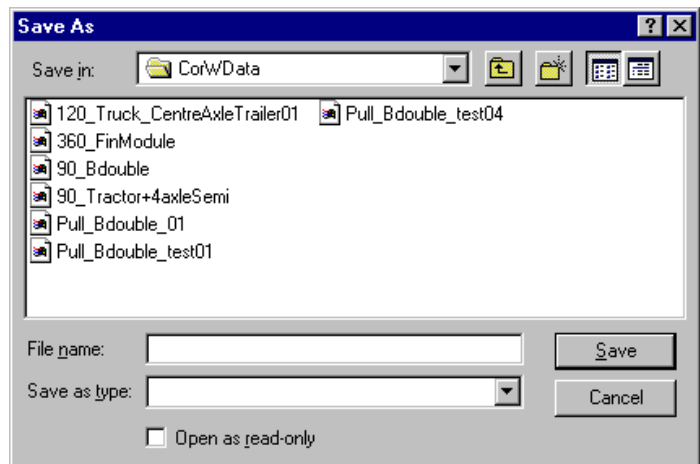 Save As
Save in: CorWData
120_Truck_CentreAxleTrailer01 Pull_Bdouble_test04
360_FinModule
90_Bdouble
90_Tractor+4axleSemi
Pull_Bdouble_01
Pull_Bdouble_test01
File name: Save
Save as type: Cancel
Open as read-only